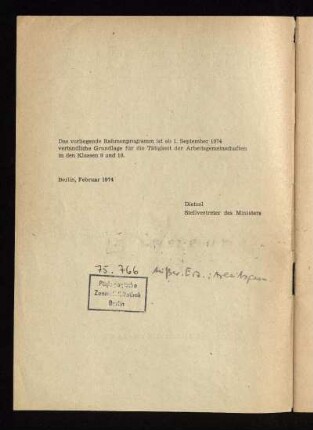 Das vorliegende Rahmenprogramm ist ab 1. September 1974
verbindliche Grundlage für die Tätigkeit der Arbeitsgemeinschaften
in den Klassen 9 und 10.
Berlin, Februar 1974
Dietzel
Stellvertreter des Ministers
75. 766
Pädagogische
Zentralbibliothek
Berlin